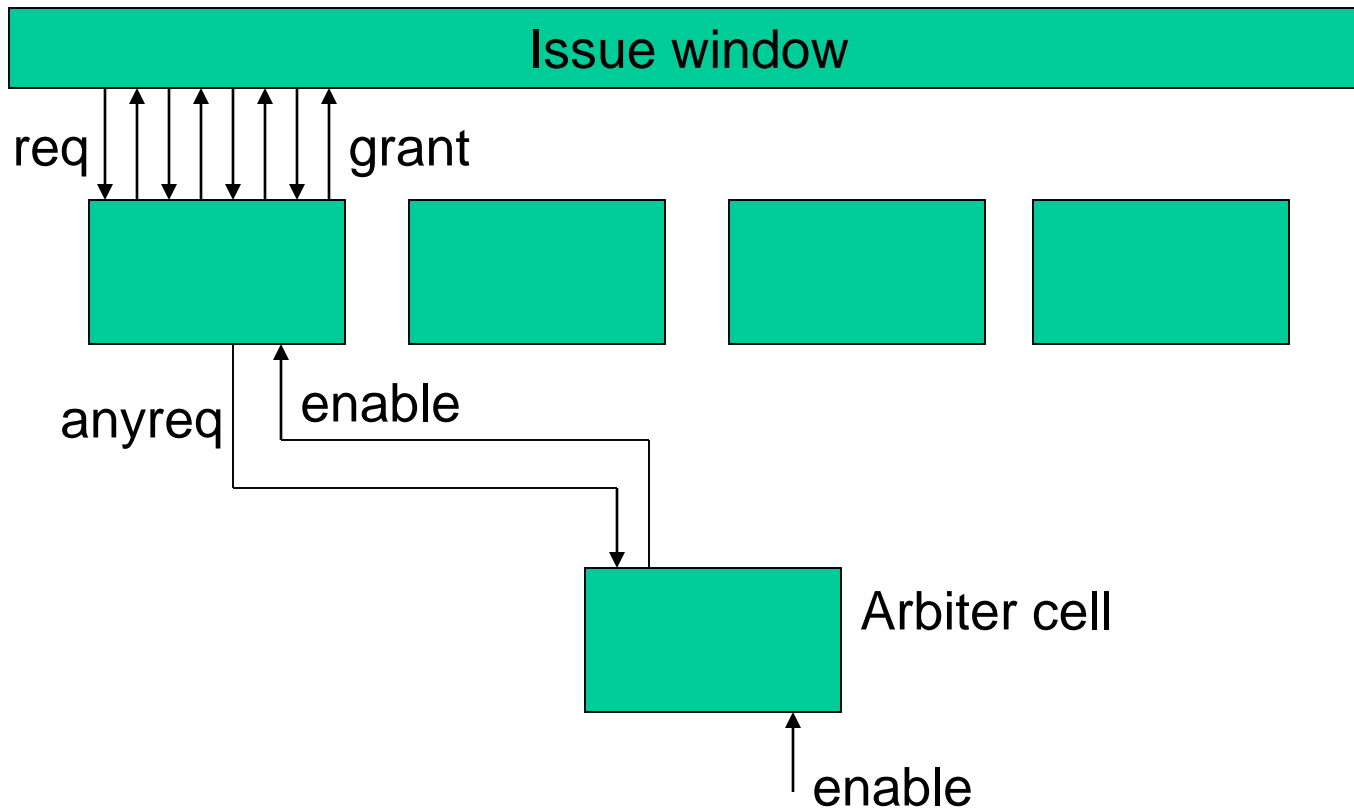 Issue window
req
grant
anyreq
enable
Arbiter cell
enable